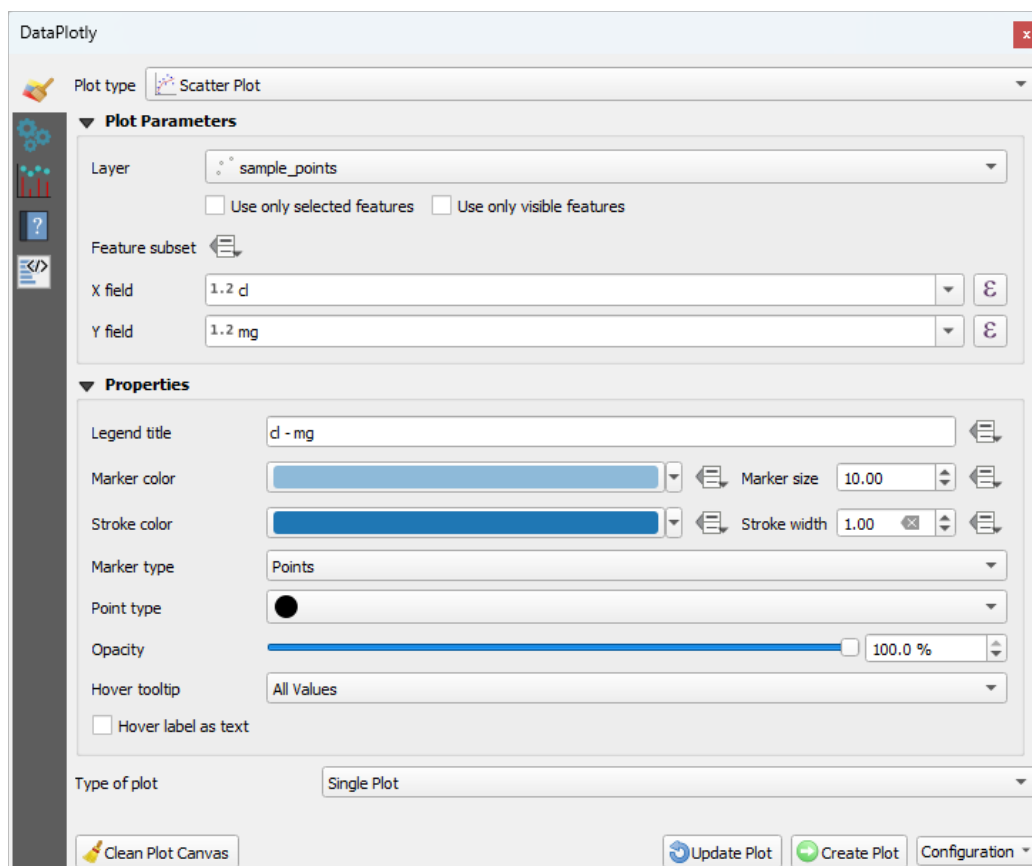 DataPlotly
x
Plot type Scatter Plot
Plot Parameters
Layer sample_points
Use only selected features Use only visible features
Feature subset
X field 1.2 cl ε
Y field 1.2 mg ε
Properties
Legend title cl - mg
Marker color Marker size 10.00
Stroke color Stroke width 1.00
Marker type Points
Point type
Opacity 100.0 %
Hover tooltip All Values
Hover label as text
Type of plot Single Plot
Clean Plot Canvas Update Plot Create Plot Configuration